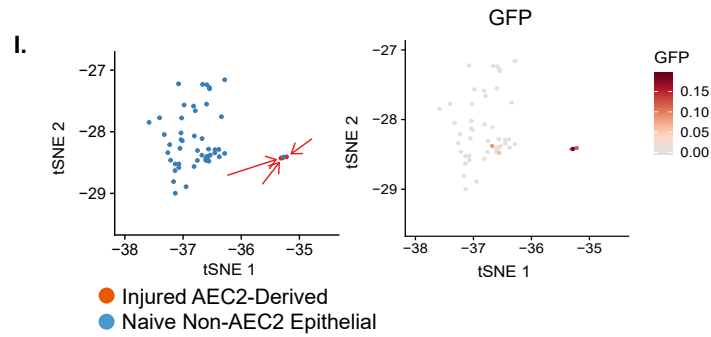 I.
GFP
−27
−28
−29
tSNE 2
−38 −37 −36 −35
tSNE 1
−27
−28
−29
tSNE 2
−38 −37 −36 −35
tSNE 1
GFP
0.15
0.10
0.05
0.00
Injured AEC2-Derived
Naive Non-AEC2 Epithelial